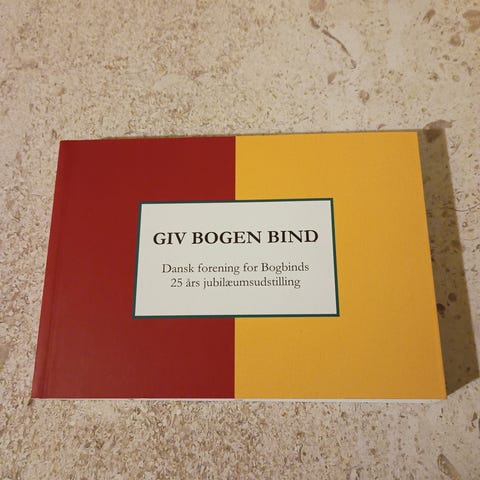 GIV BOGEN BIND
Dansk forening for Bogbinds
25 års jubilæumsudstilling